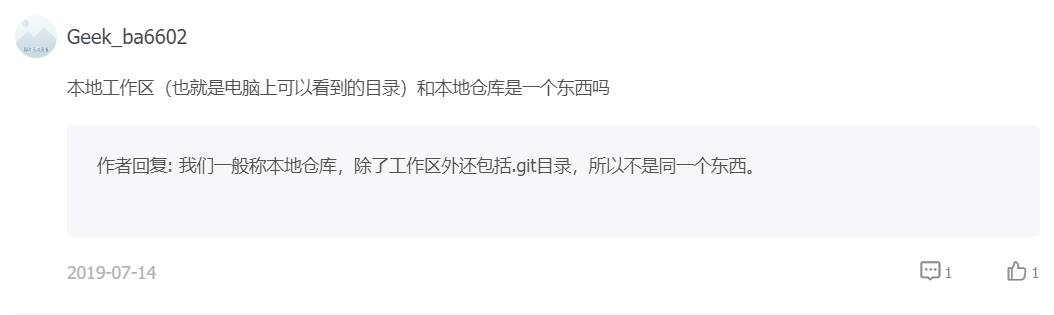 Geek_ba6602
本地工作区（也就是电脑上可以看到的目录）和本地仓库是一个东西吗
作者回复: 我们一般称本地仓库，除了工作区外还包括.git目录，所以不是同一个东西。
2019-07-14
1
1